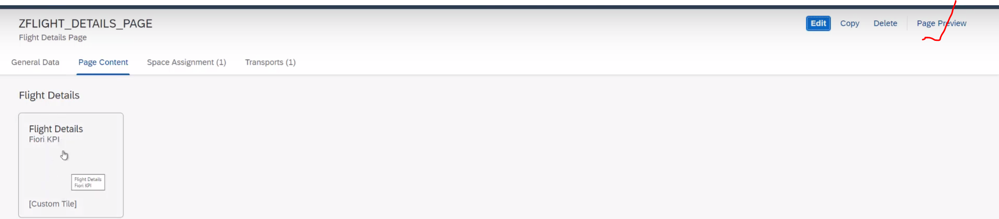 ZFLIGHT_DETAILS_PAGE
Flight Details Page
Edit Copy Delete Page Preview
General Data Page Content Space Assignment (1) Transports (1)
Flight Details
Flight Details
Fiori KPI
Flight Details
Fiori KPI
[Custom Tile]